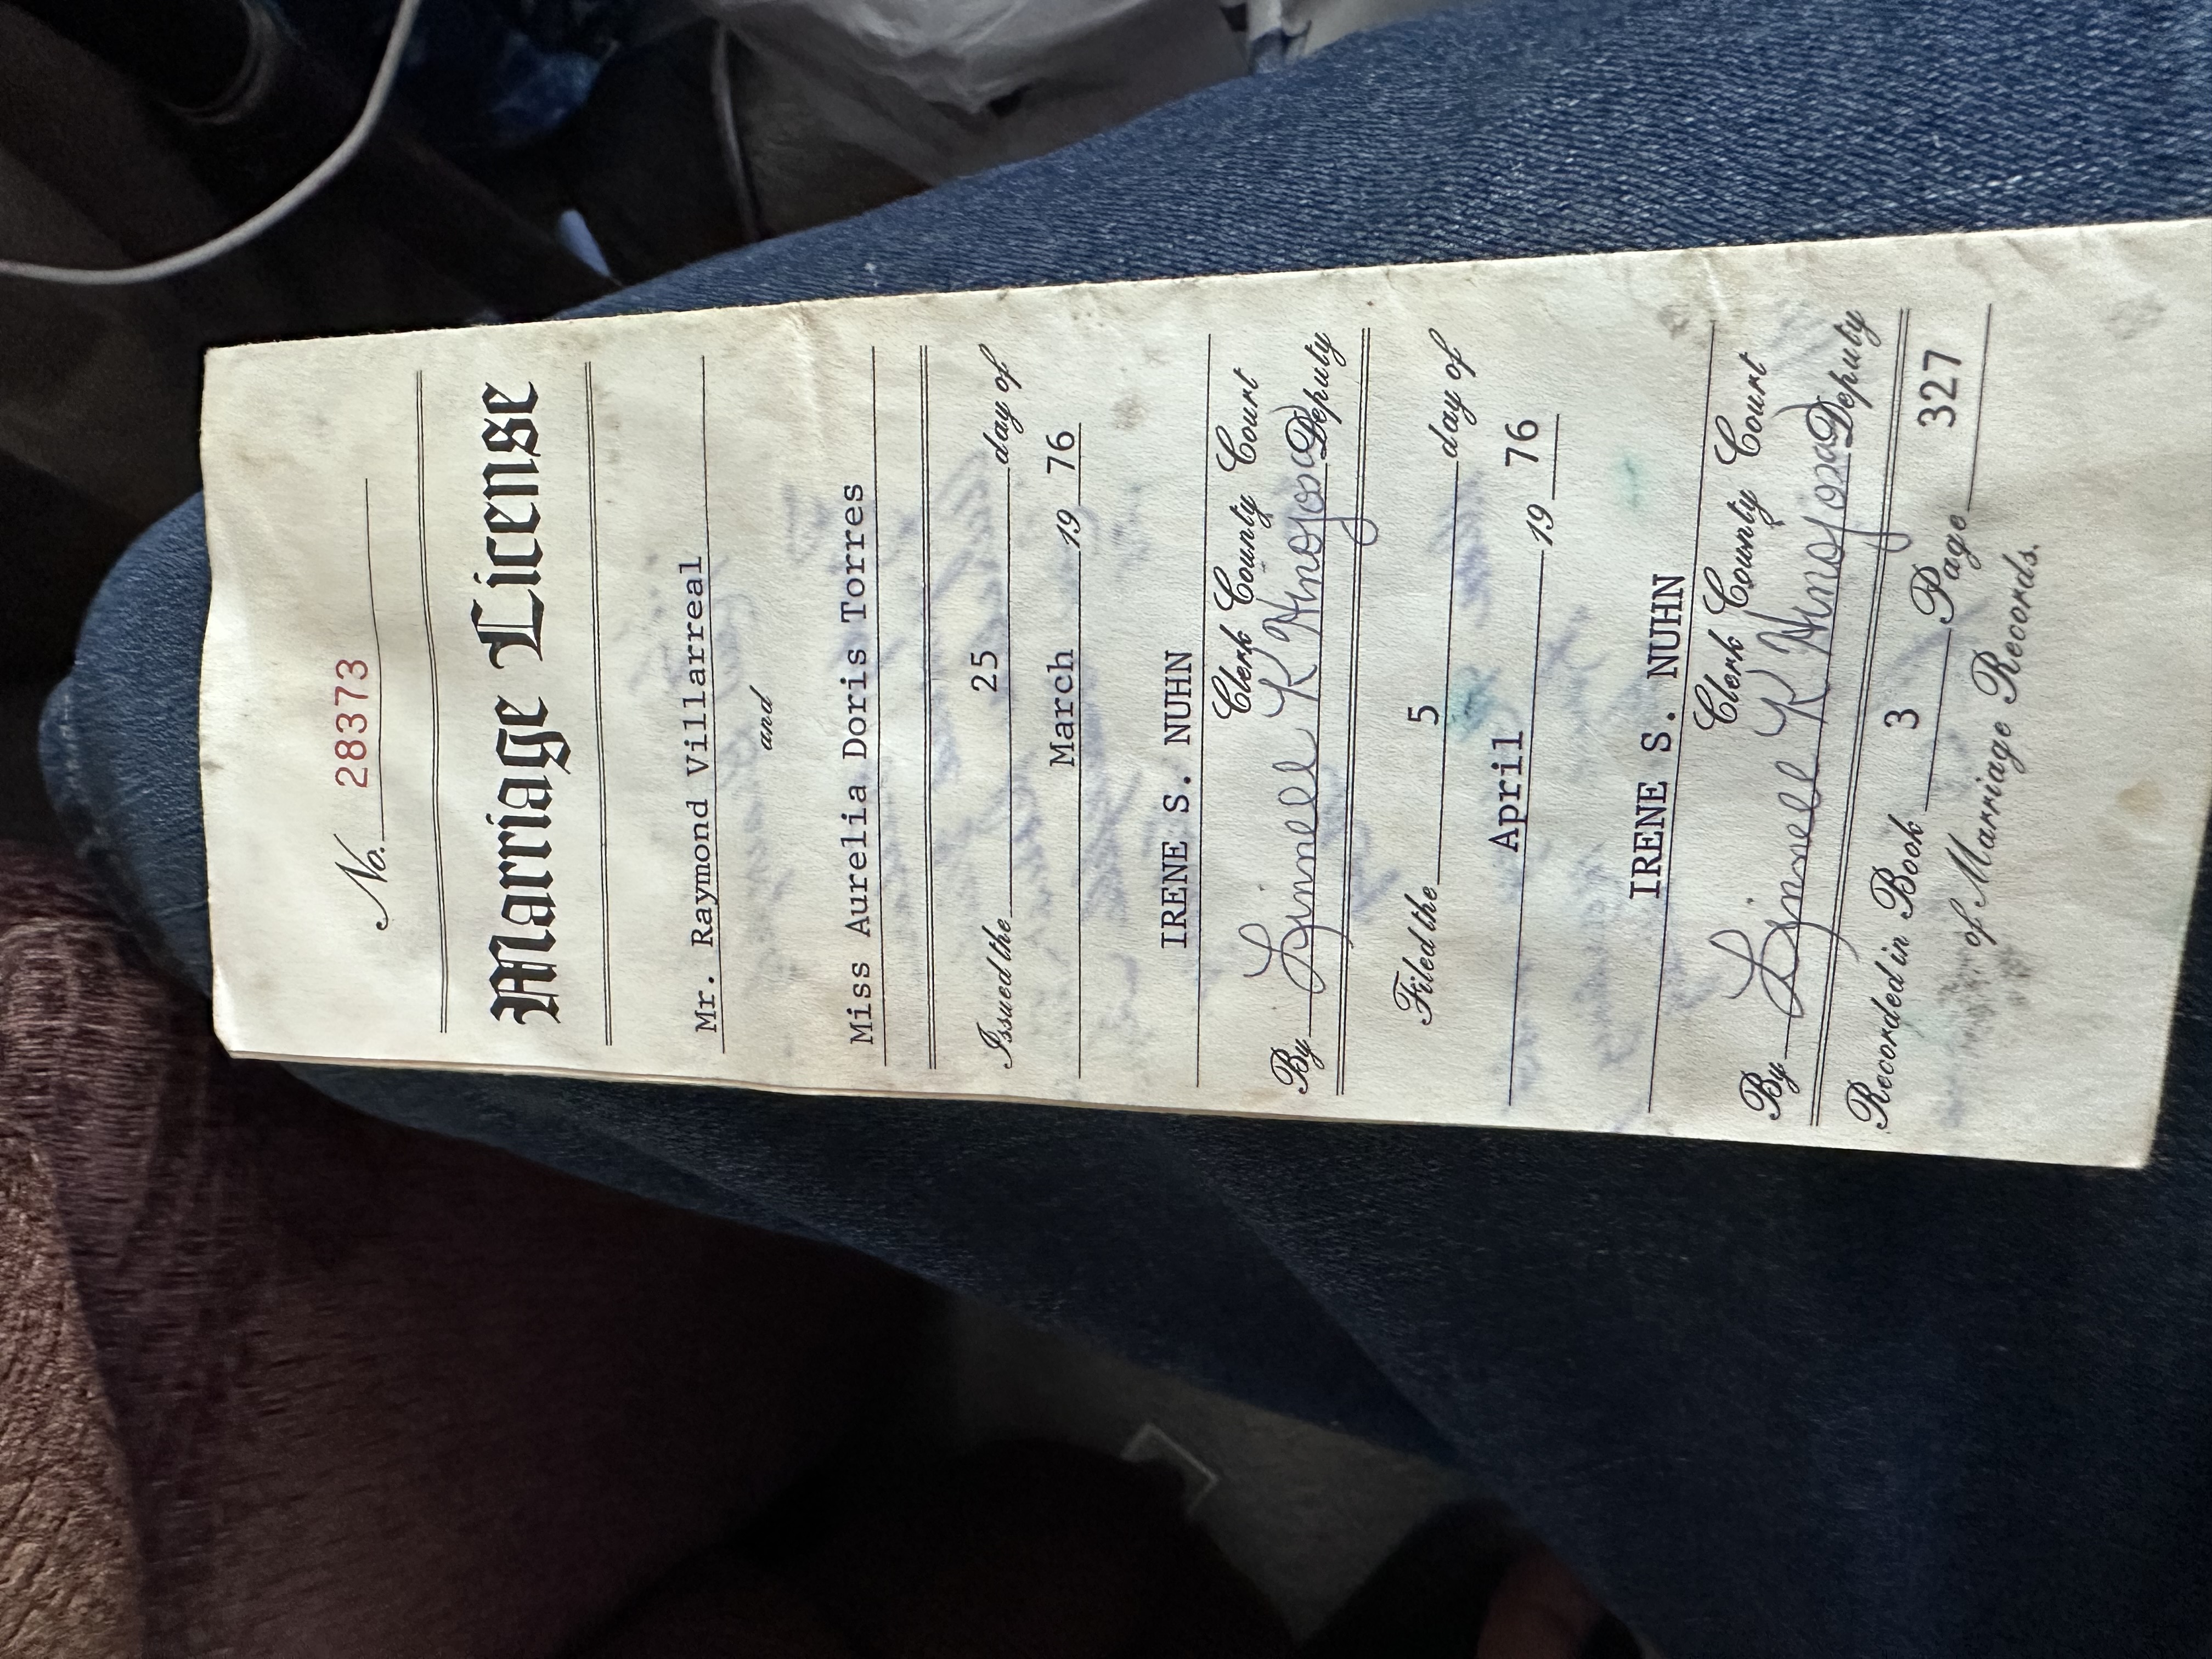 No. 28373
Marriage License
Mr. Raymond Villarreal
and
Miss Aurelia Doris Torres
Issued the 25 day of
March 19 76
IRENE S. NUHN
Clerk County Court
By Linnell K Hinojosa Deputy
Filed the 5 day of
April 19 76
IRENE S. NUHN
Clerk County Court
By Linnell K Hinojosa Deputy
Recorded in Book 3 Page 327
of Marriage Records.